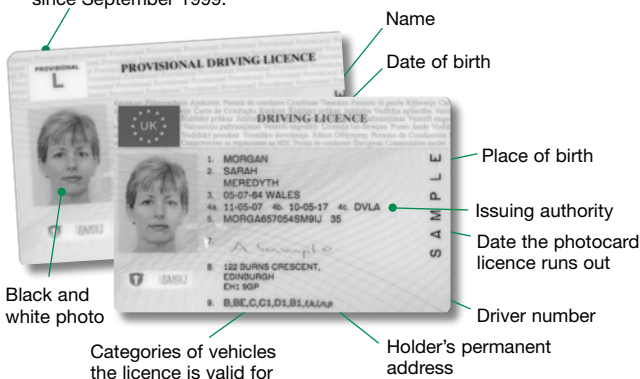 since September 1999.
Name
Date of birth
PROVISIONAL
L
PROVISIONAL DRIVING LICENCE
UK
DRIVING LICENCE
1. MORGAN
2. SARAH
MEREDYTH
3. 05-07-64 WALES
4a. 11-05-07 4b. 10-05-17 4c. DVLA
5. MORGA657054SM9IJ 35
7.
A Sample
8. 122 BURNS CRESCENT,
EDINBURGH
EH1 9GP
9. B,BE,C,C1,D1,B1,f,k,l,n,p
SM9IJ
SM9IJ
SAMPLE
Place of birth
Issuing authority
Date the photocard
licence runs out
Driver number
Holder's permanent
address
Black and
white photo
Categories of vehicles
the licence is valid for